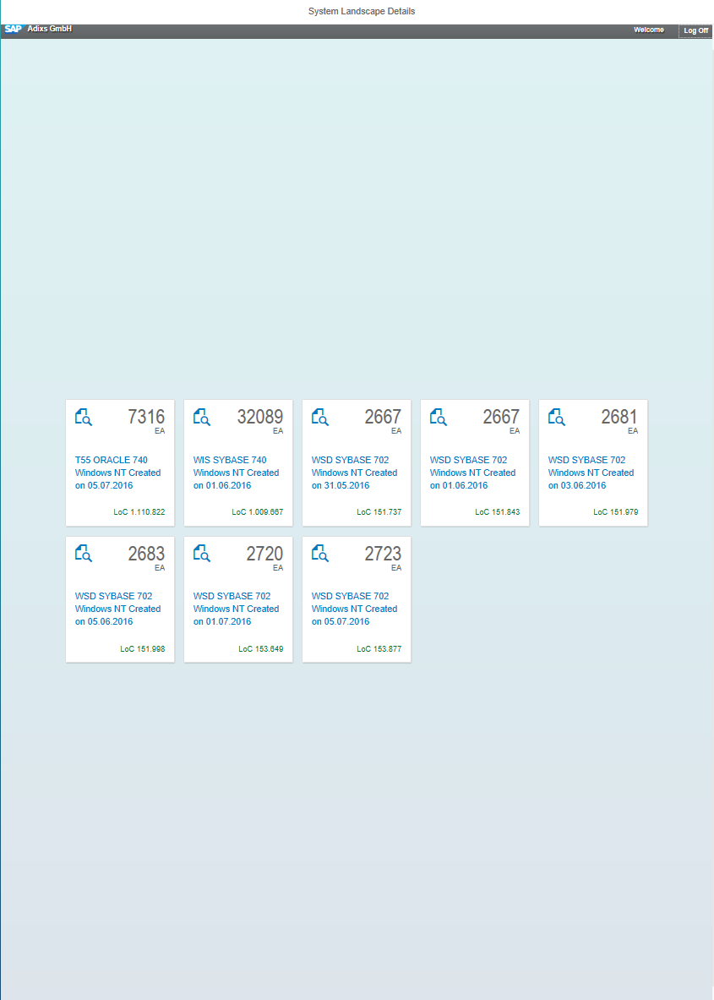 System Landscape Details
SAP Adixs GmbH Welcome Log Off
7316
EA
T55 ORACLE 740
Windows NT Created
on 05.07.2016
LoC 1.110.822
32089
EA
WIS SYBASE 740
Windows NT Created
on 01.06.2016
LoC 1.009.667
2667
EA
WSD SYBASE 702
Windows NT Created
on 31.05.2016
LoC 151.737
2667
EA
WSD SYBASE 702
Windows NT Created
on 01.06.2016
LoC 151.843
2681
EA
WSD SYBASE 702
Windows NT Created
on 03.06.2016
LoC 151.979
2683
EA
WSD SYBASE 702
Windows NT Created
on 05.06.2016
LoC 151.998
2720
EA
WSD SYBASE 702
Windows NT Created
on 01.07.2016
LoC 153.649
2723
EA
WSD SYBASE 702
Windows NT Created
on 05.07.2016
LoC 153.877